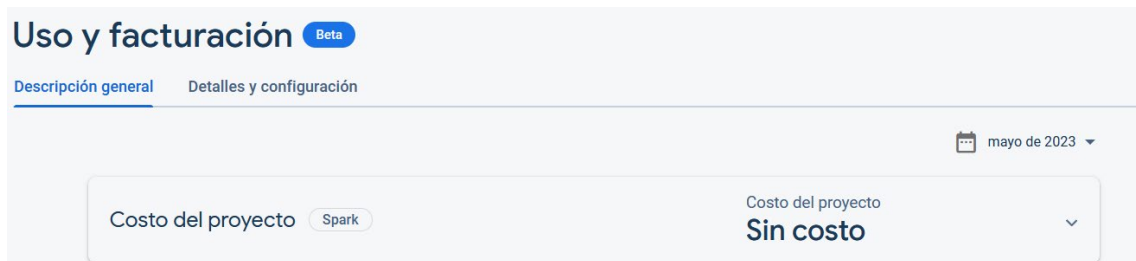 Uso y facturación Beta
Descripción general Detalles y configuración
mayo de 2023
Costo del proyecto Spark
Costo del proyecto
Sin costo